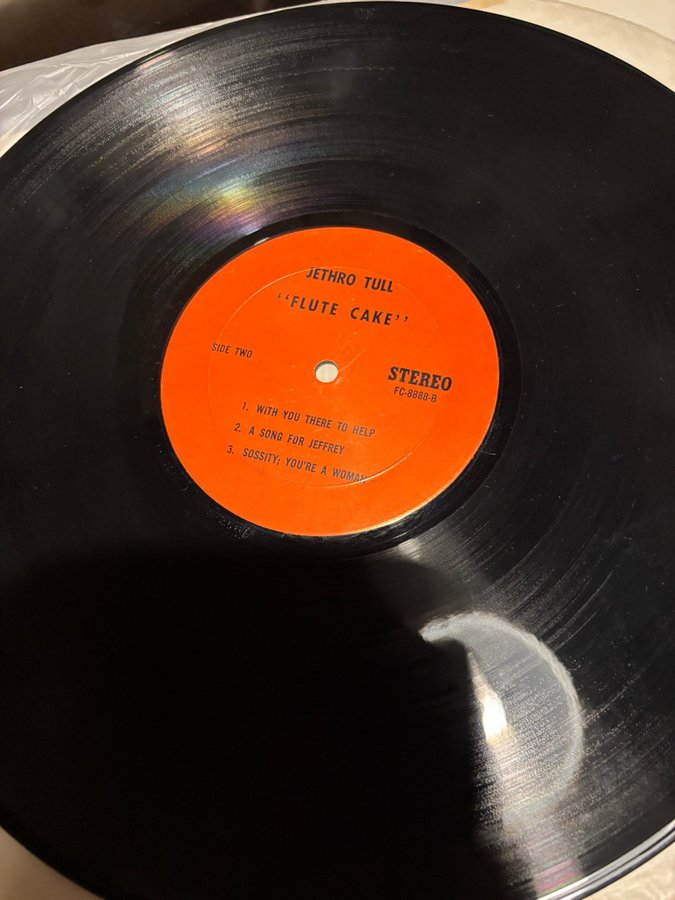 JETHRO TULL
‘‘FLUTE CAKE’’
SIDE TWO
STEREO
FC-8888-B
1. WITH YOU THERE TO HELP
2. A SONG FOR JEFFREY
3. SOSSITY; YOU'RE A WOMAN